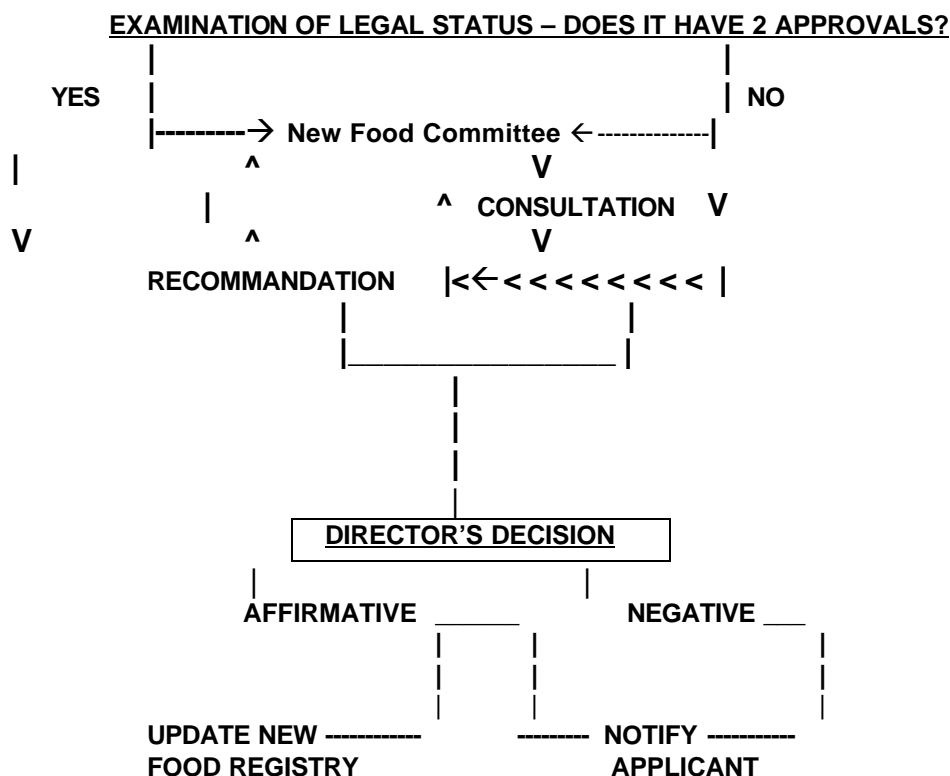 EXAMINATION OF LEGAL STATUS – DOES IT HAVE 2 APPROVALS?
YES
NO
New Food Committee
CONSULTATION
RECOMMANDATION
DIRECTOR'S DECISION
AFFIRMATIVE
NEGATIVE
UPDATE NEW
FOOD REGISTRY
NOTIFY
APPLICANT